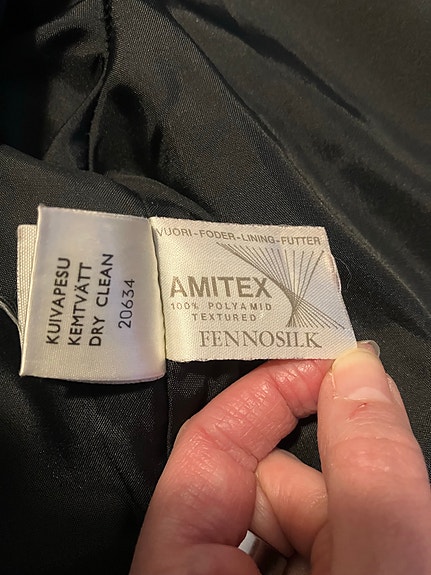 KUIVAPESU
KEMTVÄTT
DRY CLEAN
20634
VUORI-FODER-LINING-FUTTER
AMITEX
100% POLYAMID
TEXTURED
FENNOSILK